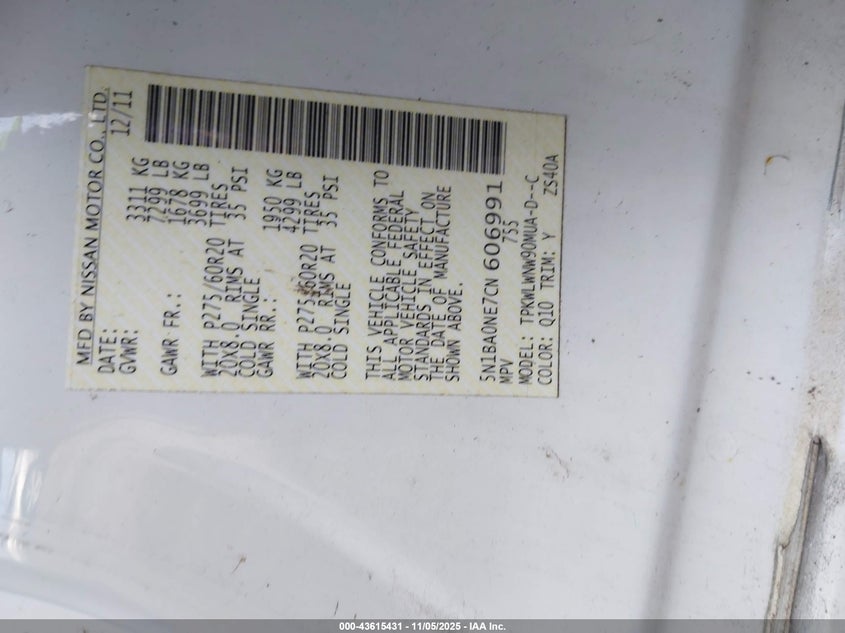 MFD BY NISSAN MOTOR CO., LTD.
DATE: 12/11
GVWR: 3311 KG
7299 LB
GAWR FR.: 1678 KG
3699 LB
WITH P275/60R20 TIRES
20X8.0 RIMS AT 35 PSI
COLD SINGLE
GAWR RR.: 1950 KG
4299 LB
WITH P275/60R20 TIRES
20X8.0 RIMS AT 35 PSI
COLD SINGLE
THIS VEHICLE CONFORMS TO
ALL APPLICABLE FEDERAL
MOTOR VEHICLE SAFETY
STANDARDS IN EFFECT ON
THE DATE OF MANUFACTURE
SHOWN ABOVE.
5N1BA0NE7CN 606991
MPV 755
MODEL: TPKWLWNW90MUA-D--C
COLOR: Q10 TRIM: Y ZS40A
000-43615431 - 11/05/2025 - IAA Inc.